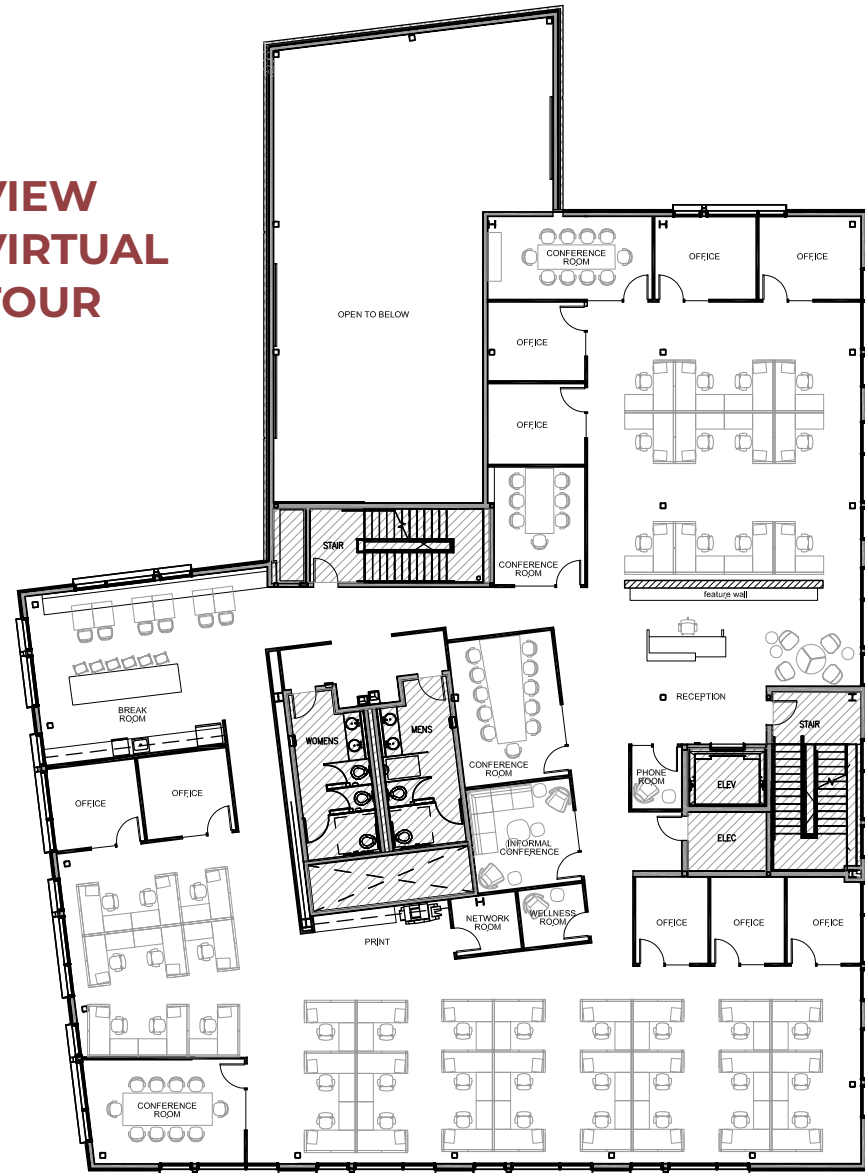 VIEW
VIRTUAL
TOUR
CONFERENCE
ROOM
OFFICE
OFFICE
OPEN TO BELOW
OFFICE
OFFICE
STAIR
CONFERENCE
ROOM
feature wall
RECEPTION
BREAK
ROOM
WOMENS
MENS
STAIR
CONFERENCE
ROOM
PHONE
ROOM
ELEV
OFFICE
OFFICE
INFORMAL
CONFERENCE
ELEC
NETWORK
ROOM
WELLNESS
ROOM
OFFICE
OFFICE
OFFICE
PRINT
CONFERENCE
ROOM